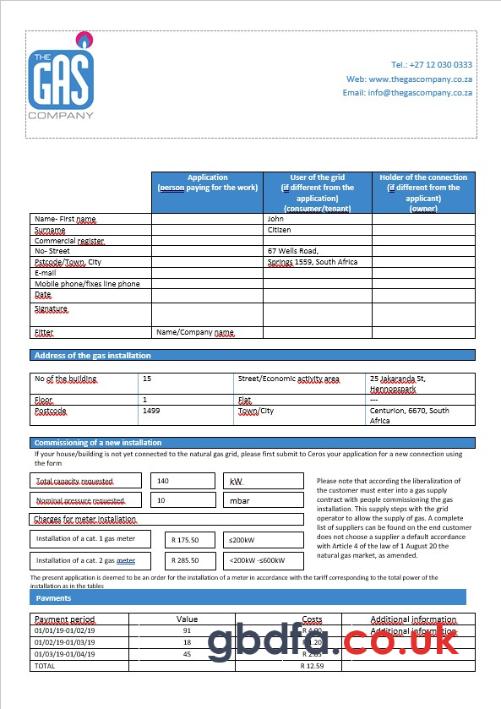 THE
GAS
COMPANY
Tel.: +27 12 030 0333
Web: www.thegascompany.co.za
Email: info@thegascompany.co.za
Application
(person paying for the work)
User of the grid
(if different from the
application)
(consumer/tenant)
Holder of the connection
(if different from the
applicant)
(owner)
Name- First name John
Surname Citizen
Commercial register
No- Street 67 Wells Road,
Pstcode/Town, City Springs 1559, South Africa
E-mail
Mobile phone/fixes line phone
Date
Signature
Fitter Name/Company name
Address of the gas installation
No of the building 15 Street/Economic activity area 25 Jakaranda St,
Hennopspark
Floor 1 Flat ---
Postcode 1499 Town/City Centurion, 6670, South
Africa
Commissioning of a new installation
If your house/building is not yet connected to the natural gas grid, please first submit to Ceros your application for a new connection using
the form
Total capacity requested 140 kW
Nominal pressure requested 10 mbar
Charges for meter installation
Installation of a cat. 1 gas meter R 175.50 ≤200kW
Installation of a cat. 2 gas meter R 285.50 <200kW -≤600kW
Please note that according the liberalization of
the customer must enter into a gas supply
contract with people commissioning the gas
installation. This supply steps with the grid
operator to allow the supply of gas. A complete
list of suppliers can be found on the end customer
does not choose a supplier a default accordance
with Article 4 of the law of 1 August 20 the
natural gas market, as amended.
The present application is deemed to be an order for the installation of a meter in accordance with the tariff corresponding to the total power of the
installation as in the tables
Payments
Payment period Value Costs Additional information
01/01/19-01/02/19 91 Additional information
01/02/19-01/03/19 18
01/03/19-01/04/19 45
TOTAL R 12.59
gbdfa.co.uk